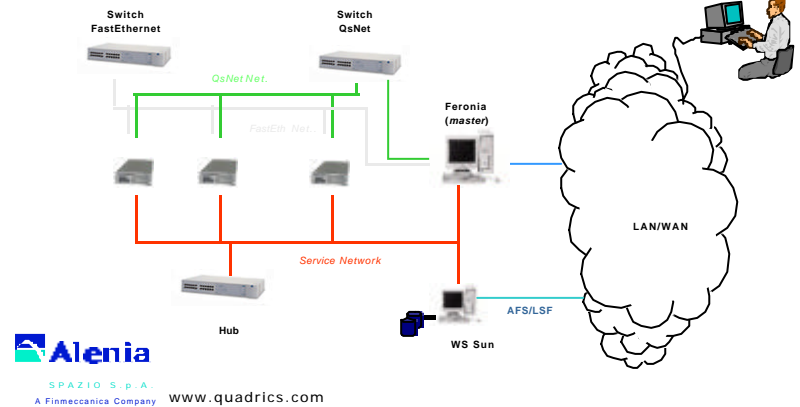 Switch
FastEthernet
Switch
QsNet
QsNet Net.
FastEth Net.
Feronia
(master)
LAN/WAN
Service Network
AFS/LSF
Hub
WS Sun
Alenia
SPAZIO S.p.A.
A Finmeccanica Company
www.quadrics.com